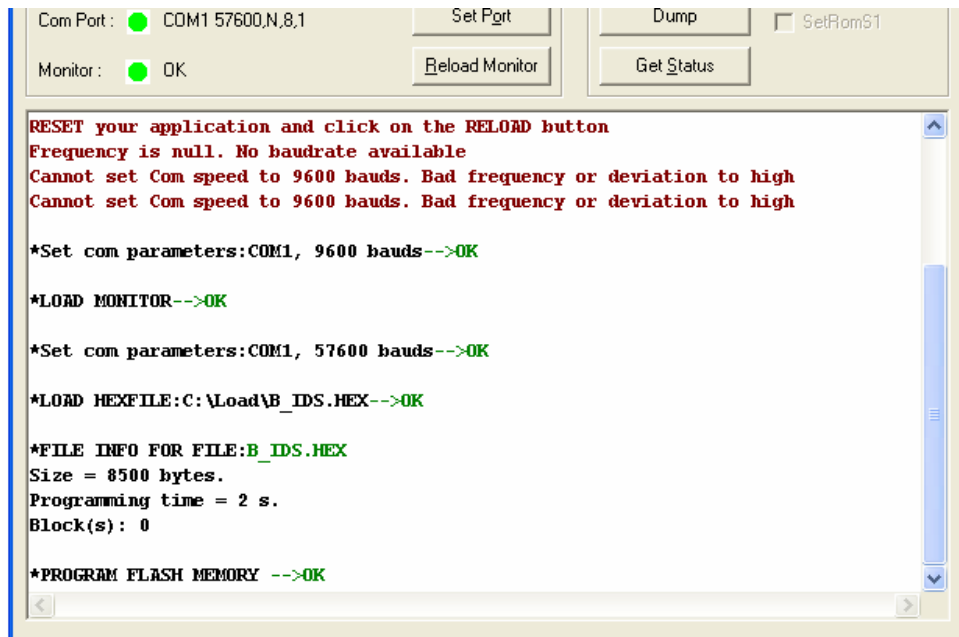 Com Port : COM1 57600,N,8,1 Set Port Dump SetRomS1
Monitor : OK Reload Monitor Get Status
RESET your application and click on the RELOAD button
Frequency is null. No baudrate available
Cannot set Com speed to 9600 bauds. Bad frequency or deviation to high
Cannot set Com speed to 9600 bauds. Bad frequency or deviation to high
*Set com parameters:COM1, 9600 bauds-->OK
*LOAD MONITOR-->OK
*Set com parameters:COM1, 57600 bauds-->OK
*LOAD HEXFILE:C:\Load\B_IDS.HEX-->OK
*FILE INFO FOR FILE:B_IDS.HEX
Size = 8500 bytes.
Programming time = 2 s.
Block(s): 0
*PROGRAM FLASH MEMORY -->OK